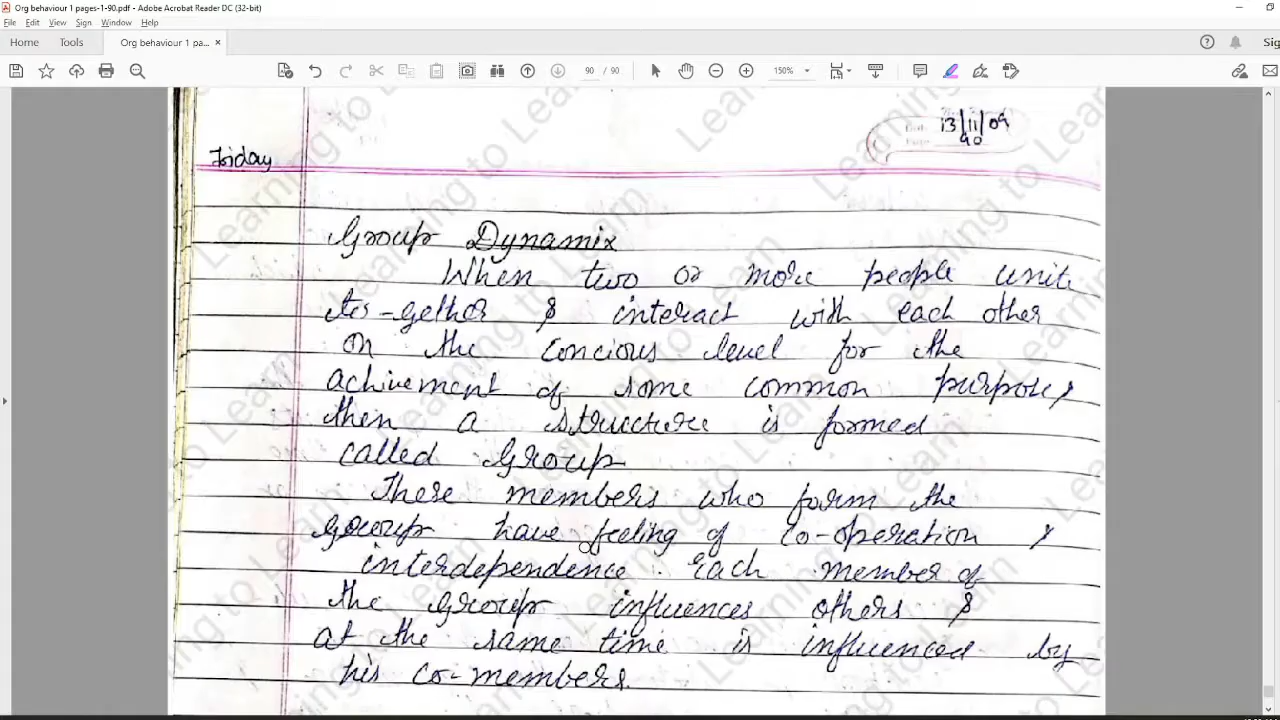 Org behaviour 1 pages-1-90.pdf - Adobe Acrobat Reader DC (32-bit)
File Edit View Sign Window Help
Home Tools Org behaviour 1 pa... × Sig
90 / 90 150%
13/11/09
90
Friday
Group Dynamix
When two or more people unit
to-gether & interact with each other
on the concious level for the
achivement of some common purpose,
then a structure is formed
called Group
These members who form the
group have feeling of co-operation,
interdependence. Each member of
the group influences others &
at the same time is influenced by
his co-members.
Learning to Learn